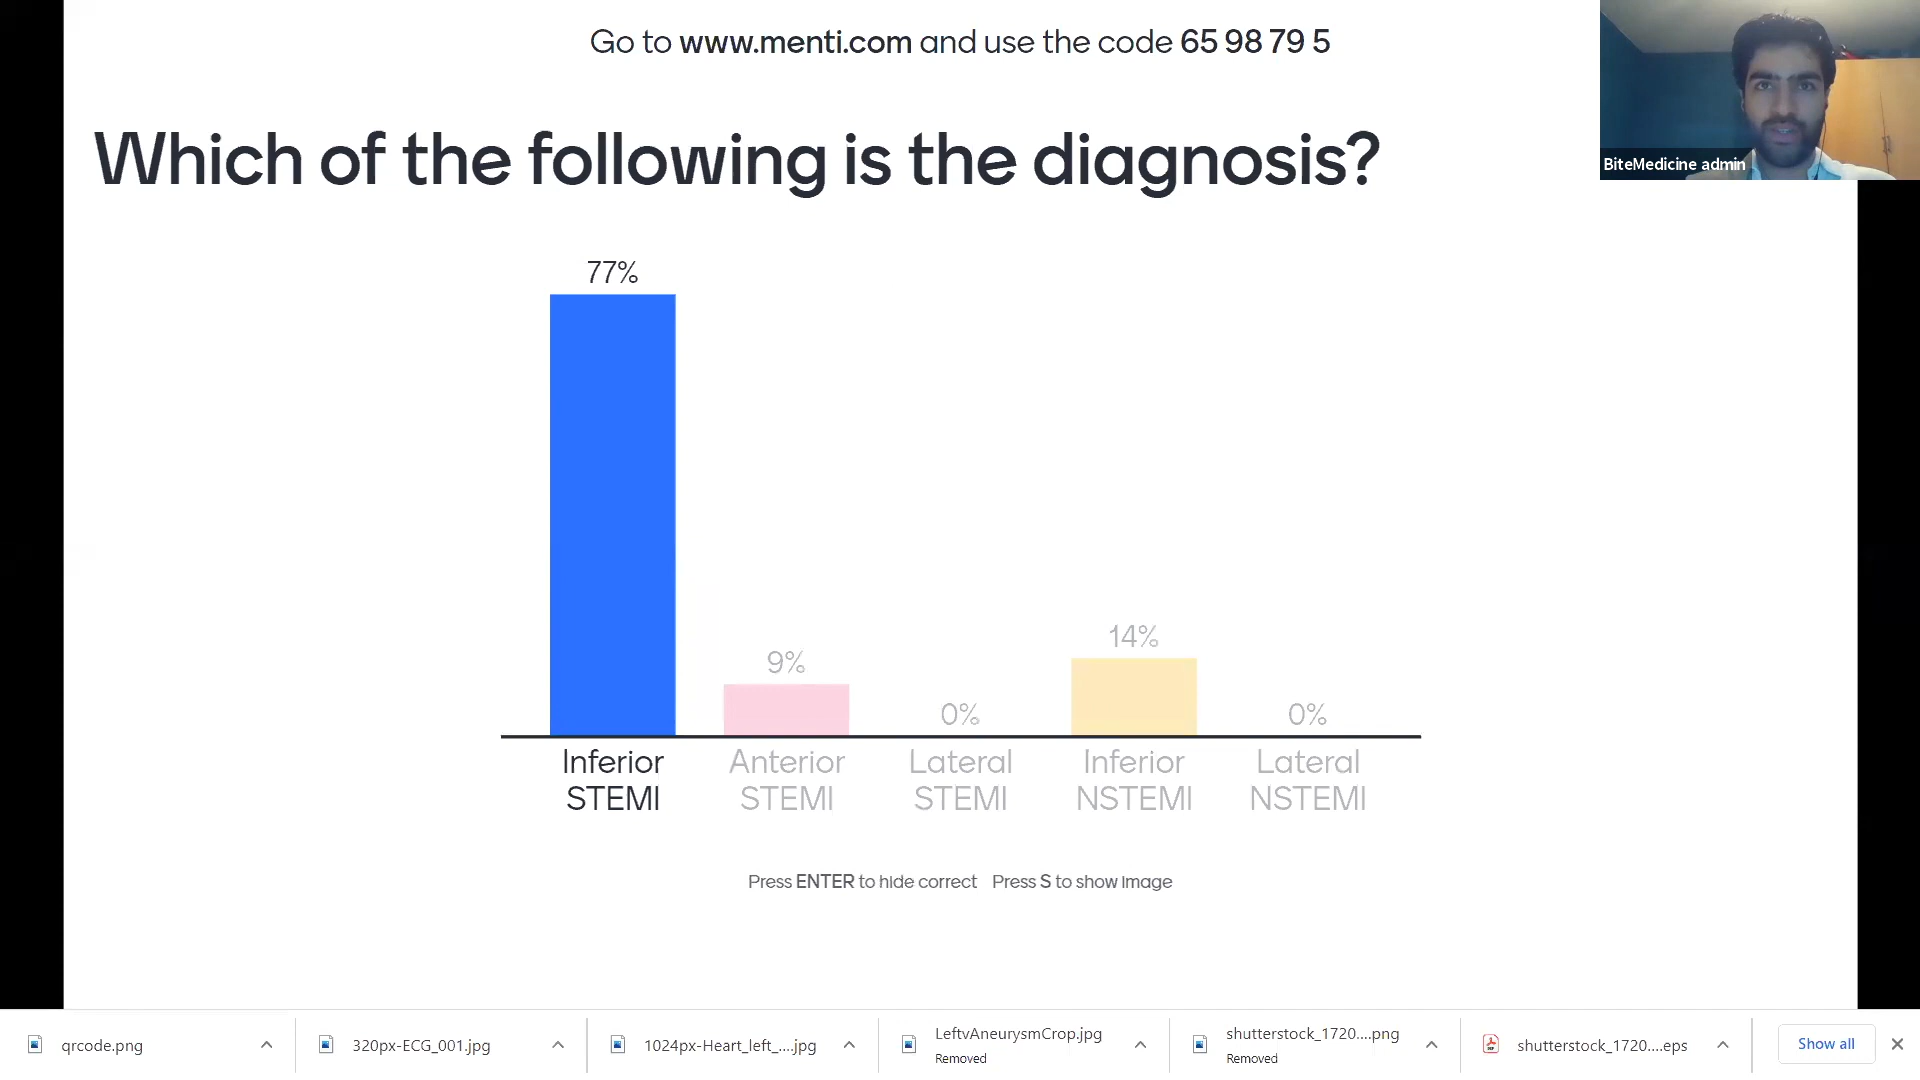 Go to www.menti.com and use the code 65 98 79 5
BiteMedicine admin
Which of the following is the diagnosis?
77%
9%
0%
14%
0%
Inferior STEMI
Anterior STEMI
Lateral STEMI
Inferior NSTEMI
Lateral NSTEMI
Press ENTER to hide correct Press S to show image
qrcode.png
320px-ECG_001.jpg
1024px-Heart_left_....jpg
LeftvAneurysmCrop.jpg
Removed
shutterstock_1720....png
Removed
shutterstock_1720....eps
Show all